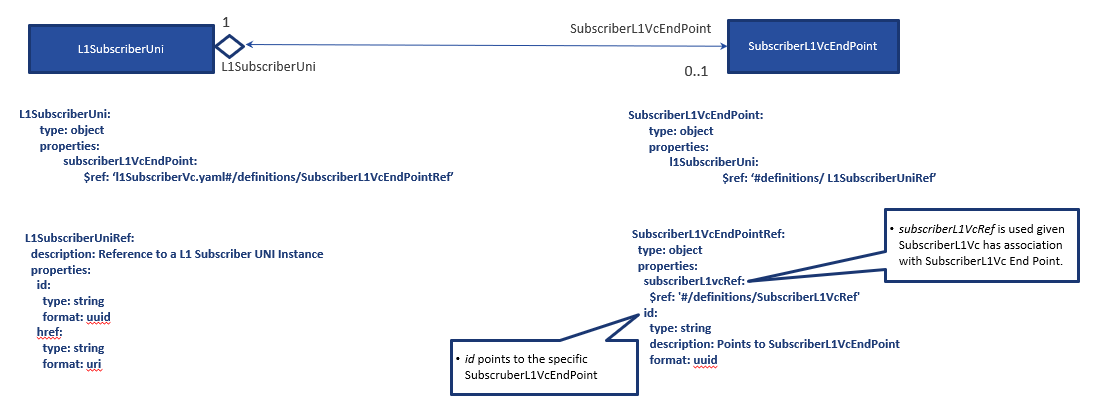 1
L1SubscriberUni
SubscriberL1VcEndPoint
SubscriberL1VcEndPoint
L1SubscriberUni
0..1
L1SubscriberUni:
type: object
properties:
subscriberL1VcEndPoint:
$ref: ‘l1SubscriberVc.yaml#/definitions/SubscriberL1VcEndPointRef’
SubscriberL1VcEndPoint:
type: object
properties:
l1SubscriberUni:
$ref: ‘#definitions/ L1SubscriberUniRef’
L1SubscriberUniRef:
description: Reference to a L1 Subscriber UNI Instance
properties:
id:
type: string
format: uuid
href:
type: string
format: uri
SubscriberL1VcEndPointRef:
type: object
properties:
subscriberL1vcRef:
$ref: '#/definitions/SubscriberL1VcRef'
id:
type: string
description: Points to SubscriberL1VcEndPoint
format: uuid
• subscriberL1VcRef is used given
SubscriberL1Vc has association
with SubscriberL1Vc End Point.
• id points to the specific
SubscruberL1VcEndPoint